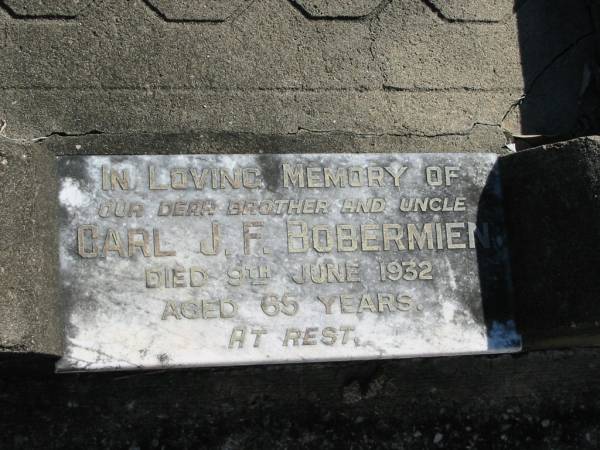 IN LOVING MEMORY OF
OUR DEAR BROTHER AND UNCLE
CARL J. F. BOBERMIEN,
DIED 9TH JUNE 1932
AGED 65 YEARS.
AT REST.